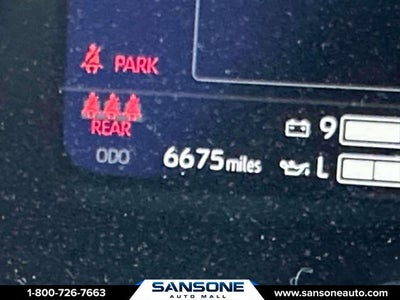 PARK
REAR
ODO 6675 miles
9
L
1-800-726-7663
SANSONE
AUTO MALL
www.sansoneauto.com